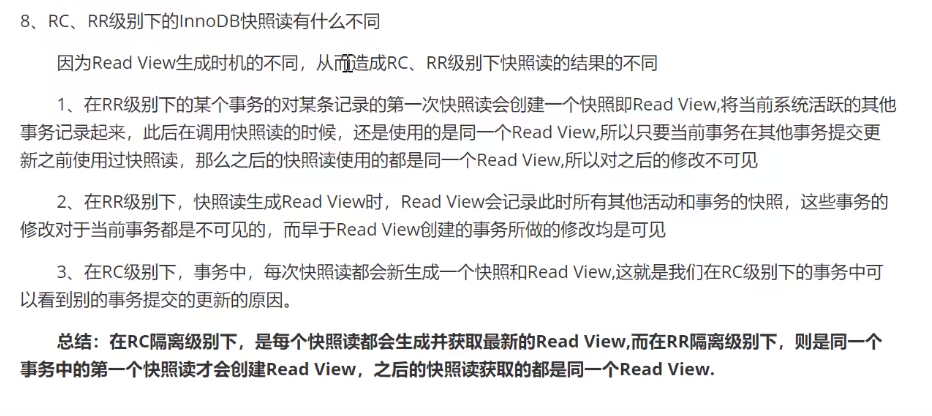 8、RC、RR级别下的InnoDB快照读有什么不同
因为Read View生成时机的不同，从而造成RC、RR级别下快照读的结果的不同
1、在RR级别下的某个事务的对某条记录的第一次快照读会创建一个快照即Read View,将当前系统活跃的其他
事务记录起来，此后在调用快照读的时候，还是使用的是同一个Read View,所以只要当前事务在其他事务提交更
新之前使用过快照读，那么之后的快照读使用的都是同一个Read View,所以对之后的修改不可见
2、在RR级别下，快照读生成Read View时，Read View会记录此时所有其他活动和事务的快照，这些事务的
修改对于当前事务都是不可见的，而早于Read View创建的事务所做的修改均是可见
3、在RC级别下，事务中，每次快照读都会新生成一个快照和Read View,这就是我们在RC级别下的事务中可
以看到别的事务提交的更新的原因。
总结：在RC隔离级别下，是每个快照读都会生成并获取最新的Read View,而在RR隔离级别下，则是同一个
事务中的第一个快照读才会创建Read View，之后的快照读获取的都是同一个Read View.